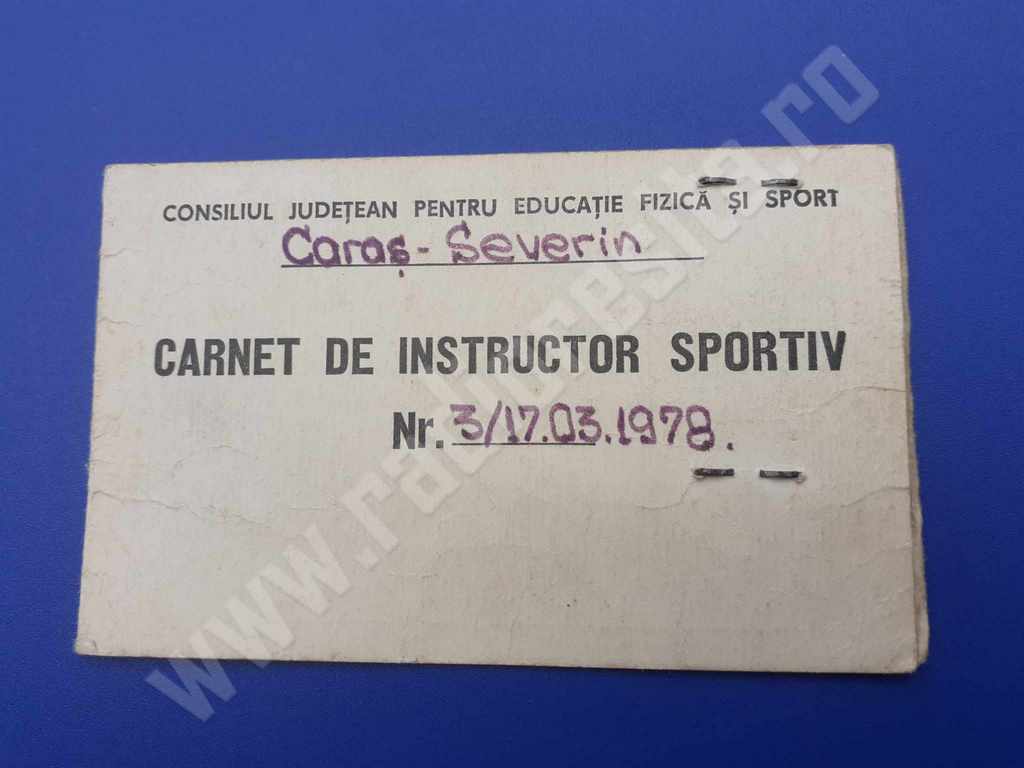 CONSILIUL JUDEȚEAN PENTRU EDUCAȚIE FIZICĂ ȘI SPORT
Caraș-Severin
CARNET DE INSTRUCTOR SPORTIV
Nr. 3/17.03.1978.
www.raduresita.ro